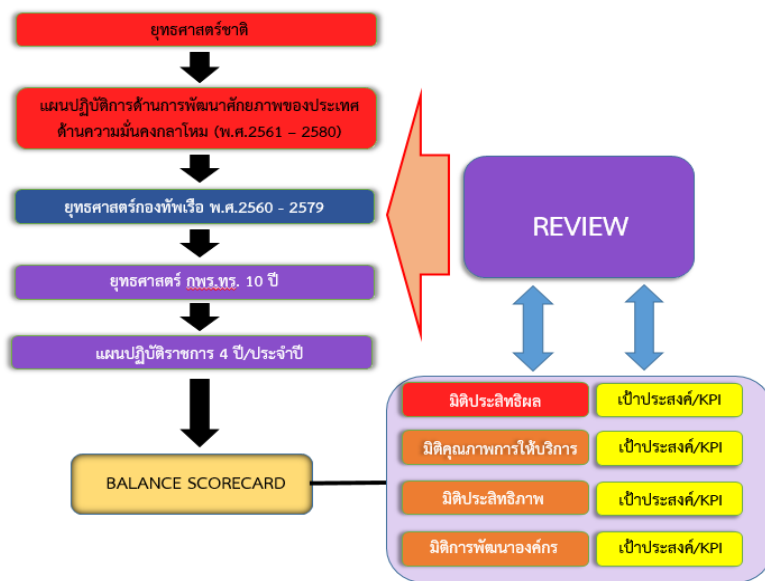 ยุทธศาสตร์ชาติ
แผนปฏิบัติการด้านการพัฒนาศักยภาพของประเทศ
ด้านความมั่นคงกลาโหม (พ.ศ.2561 – 2580)
ยุทธศาสตร์กองทัพเรือ พ.ศ.2560 - 2579
ยุทธศาสตร์ กพร.ทร. 10 ปี
แผนปฏิบัติราชการ 4 ปี/ประจำปี
BALANCE SCORECARD
REVIEW
มิติประสิทธิผล เป้าประสงค์/KPI
มิติคุณภาพการให้บริการ เป้าประสงค์/KPI
มิติประสิทธิภาพ เป้าประสงค์/KPI
มิติการพัฒนาองค์กร เป้าประสงค์/KPI